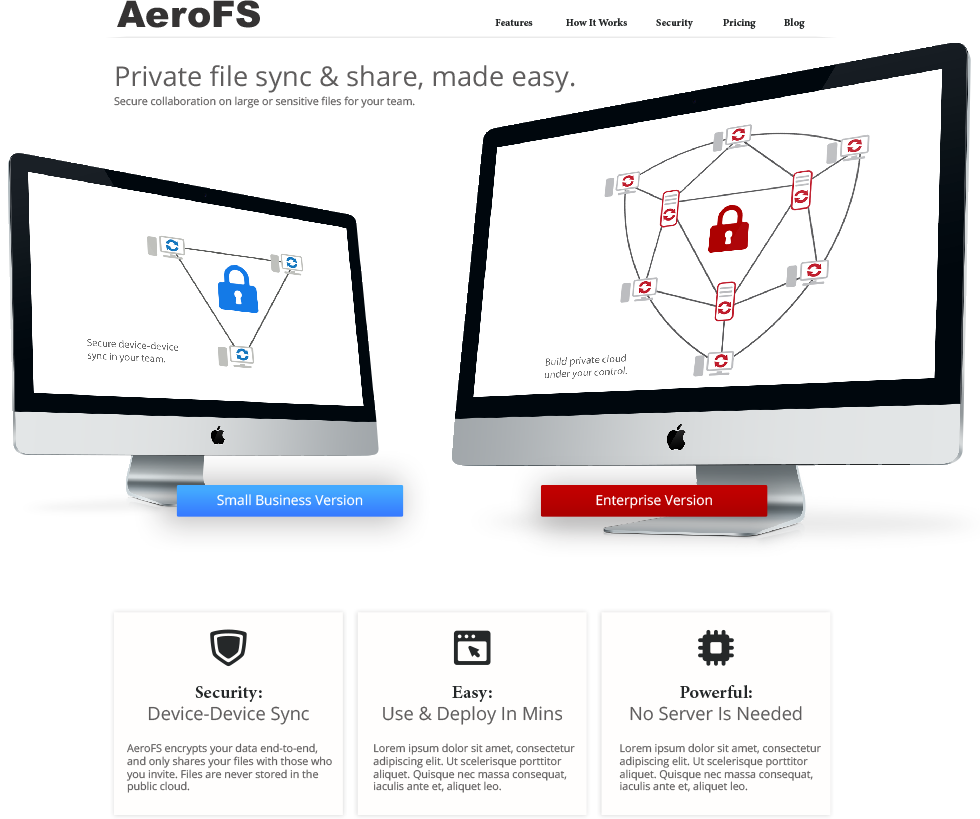 AeroFS
Features How It Works Security Pricing Blog
Private file sync & share, made easy.
Secure collaboration on large or sensitive files for your team.
Secure device-device
sync in your team.
Build private cloud
under your control.
Small Business Version
Enterprise Version
Security:
Device-Device Sync
AeroFS encrypts your data end-to-end,
and only shares your files with those who
you invite. Files are never stored in the
public cloud.
Easy:
Use & Deploy In Mins
Lorem ipsum dolor sit amet, consectetur
adipiscing elit. Ut scelerisque porttitor
aliquet. Quisque nec massa consequat,
iaculis ante et, aliquet leo.
Powerful:
No Server Is Needed
Lorem ipsum dolor sit amet, consectetur
adipiscing elit. Ut scelerisque porttitor
aliquet. Quisque nec massa consequat,
iaculis ante et, aliquet leo.